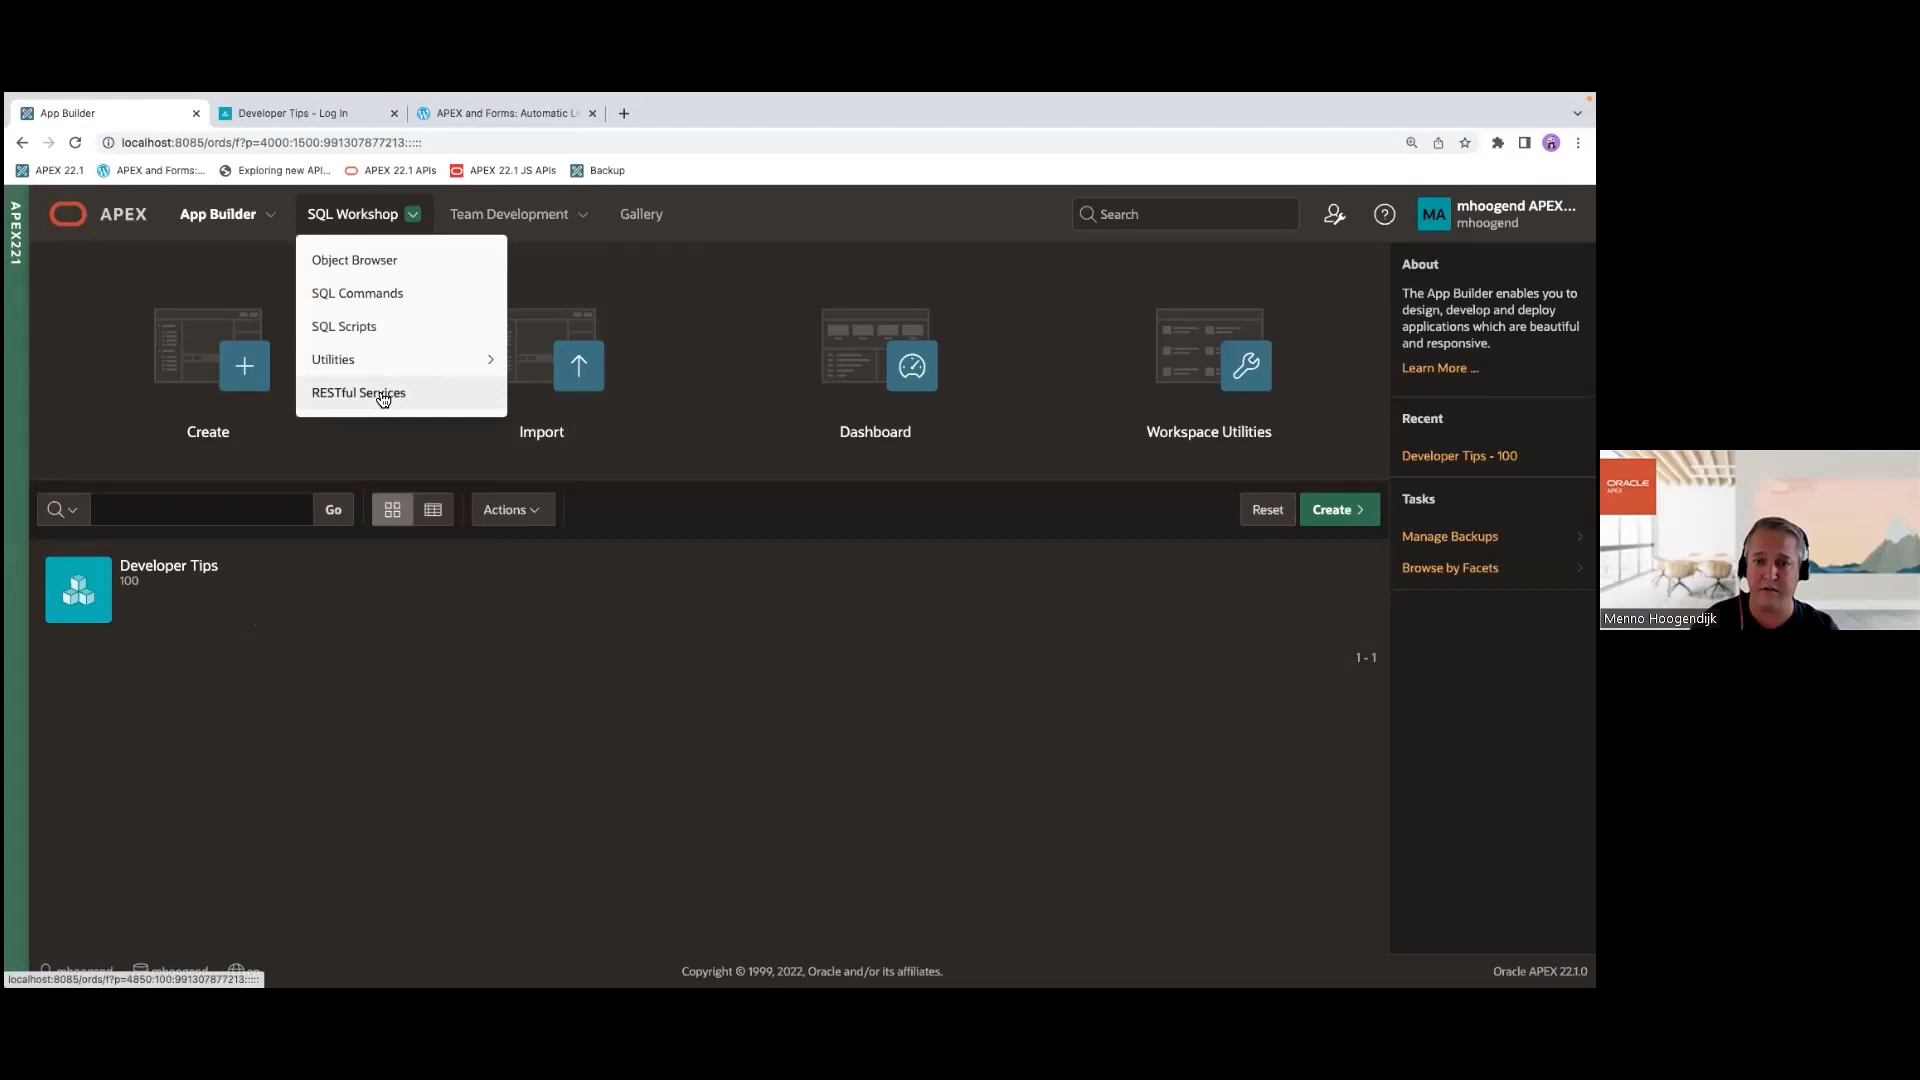 App Builder
Developer Tips - Log In
APEX and Forms: Automatic L
localhost:8085/ords/f?p=4000:1500:991307877213:::::
APEX 22.1
APEX and Forms:...
Exploring new API...
APEX 22.1 APIs
APEX 22.1 JS APIs
Backup
APEX221
APEX
App Builder
SQL Workshop
Team Development
Gallery
Search
MA
mhoogend APEX...
mhoogend
Object Browser
SQL Commands
SQL Scripts
Utilities
RESTful Services
Create
Import
Dashboard
Workspace Utilities
About
The App Builder enables you to
design, develop and deploy
applications which are beautiful
and responsive.
Learn More ...
Recent
Developer Tips - 100
Tasks
Manage Backups
Browse by Facets
Go
Actions
Reset
Create
Developer Tips
100
1 - 1
ORACLE
APEX
Menno Hoogendijk
mhoogend
mhoogend
en
localhost:8085/ords/f?p=4850:100:991307877213:::::
Copyright © 1999, 2022, Oracle and/or its affiliates.
Oracle APEX 22.1.0